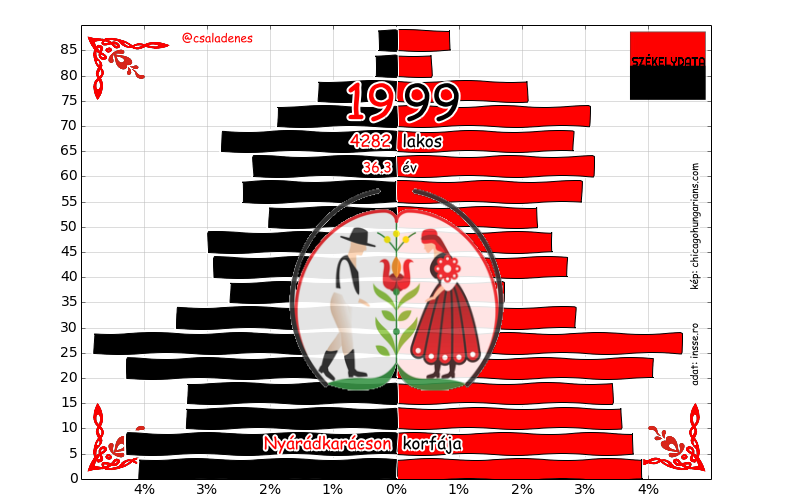 @csaladenes
SZÉKELYDATA
1999
4282 lakos
36.3 év
kép: chicagohungarians.com
adat: insse.ro
Nyárádkarácson korfája
85
80
75
70
65
60
55
50
45
40
35
30
25
20
15
10
5
0
4% 3% 2% 1% 0% 1% 2% 3% 4%